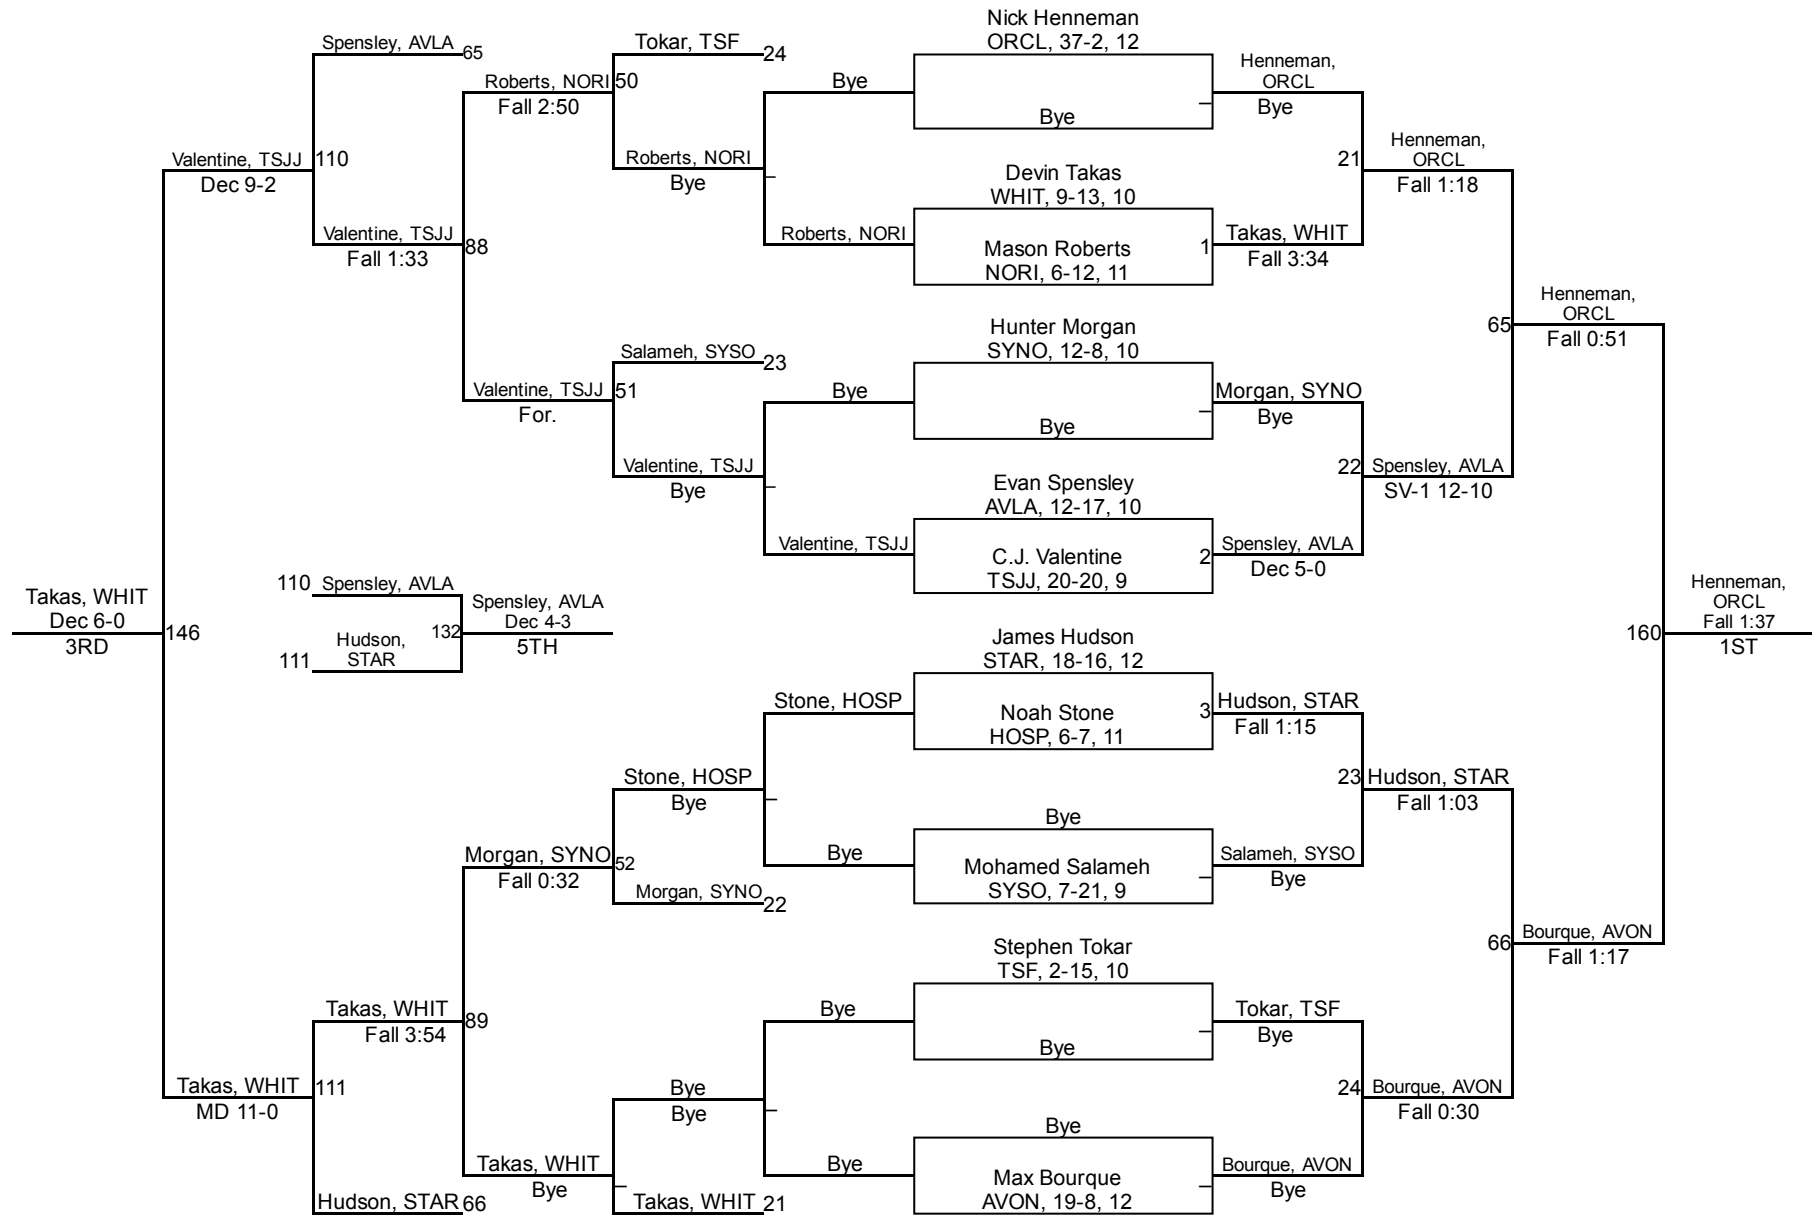 Nick Henneman
ORCL, 37-2, 12
Bye
Devin Takas
WHIT, 9-13, 10
Mason Roberts
NORI, 6-12, 11
1
Hunter Morgan
SYNO, 12-8, 10
Bye
Evan Spensley
AVLA, 12-17, 10
C.J. Valentine
TSJJ, 20-20, 9
2
James Hudson
STAR, 18-16, 12
Noah Stone
HOSP, 6-7, 11
3
Bye
Mohamed Salameh
SYSO, 7-21, 9
Stephen Tokar
TSF, 2-15, 10
Bye
Bye
Max Bourque
AVON, 19-8, 12
Henneman,
ORCL
Bye
21
Takas, WHIT
Fall 3:34
Morgan, SYNO
Bye
22
Spensley, AVLA
Dec 5-0
Hudson, STAR
Fall 1:15
23
Salameh, SYSO
Bye
Tokar, TSF
Bye
24
Bourque, AVON
Bye
Henneman,
ORCL
Fall 1:18
65
Spensley, AVLA
SV-1 12-10
Hudson, STAR
Fall 1:03
66
Bourque, AVON
Fall 0:30
Henneman,
ORCL
Fall 0:51
160
Bourque, AVON
Fall 1:17
Henneman,
ORCL
Fall 1:37
1ST
Bye
Roberts, NORI
Bye
Valentine, TSJJ
Stone, HOSP
Bye
Bye
Bye
Tokar, TSF
24
Roberts, NORI
Bye
Salameh, SYSO
23
Valentine, TSJJ
Bye
Stone, HOSP
Bye
Morgan, SYNO
22
Bye
Bye
Takas, WHIT
21
Roberts, NORI
50
Fall 2:50
Valentine, TSJJ
51
For.
Morgan, SYNO
52
Fall 0:32
Takas, WHIT
Bye
Spensley, AVLA
65
Valentine, TSJJ
88
Fall 1:33
Takas, WHIT
89
Fall 3:54
Hudson, STAR
66
Valentine, TSJJ
110
Dec 9-2
Takas, WHIT
111
MD 11-0
110
Spensley, AVLA
111
Hudson,
STAR
132
Spensley, AVLA
Dec 4-3
5TH
Takas, WHIT
Dec 6-0
146
3RD